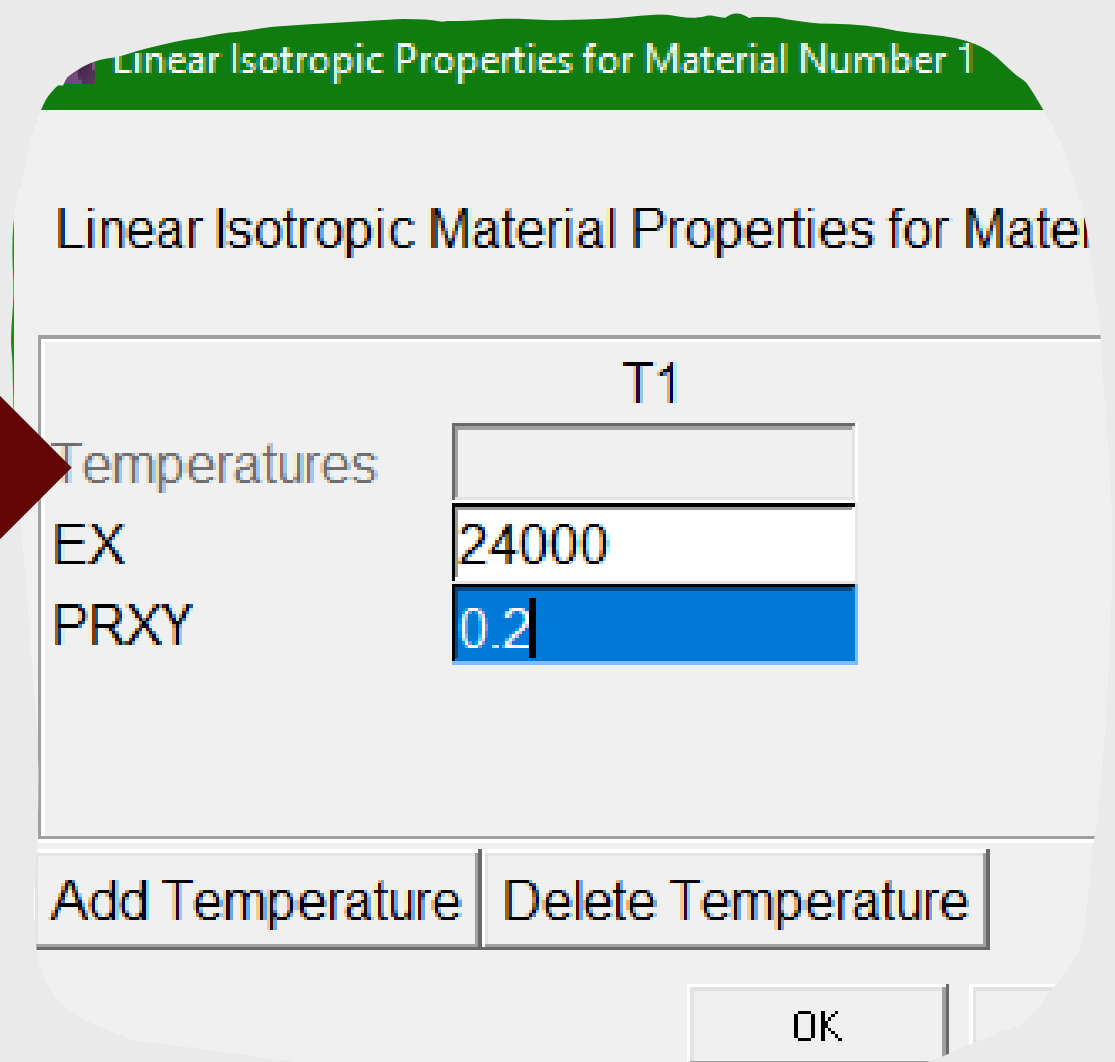 Linear Isotropic Properties for Material Number 1
Linear Isotropic Material Properties for
T1
Temperatures
EX 24000
PRXY 0.2
Add Temperature Delete Temperature
OK